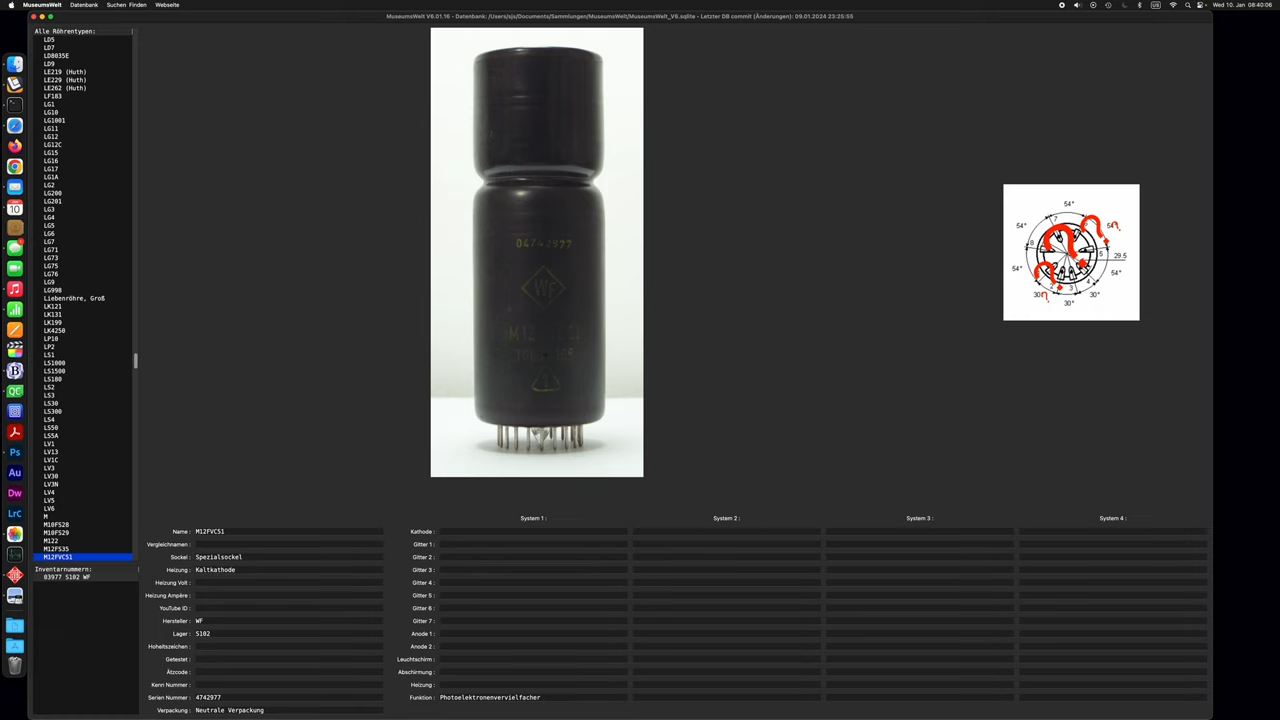 MuseumsWelt Datenbank Suchen Finden Webseite
US
Wed 10. Jan. 08:40:06
MuseumsWelt V6.01.16 - Datenbank: /Users/sjs/Documents/Sammlungen/MuseumsWelt/MuseumsWelt_V6.sqlite - Letzter DB commit (Änderungen): 09.01.2024 23:25:55
Alle Röhrentypen:
LD5
LD7
LD8035E
LD9
LE219 (Huth)
LE229 (Huth)
LE262 (Huth)
LF183
LG1
LG10
LG1001
LG11
LG12
LG12C
LG15
LG16
LG17
LG1A
LG2
LG200
LG201
LG3
LG4
LG5
LG6
LG7
LG71
LG73
LG75
LG76
LG9
LG998
Liebenröhre, Groß
LK121
LK131
LK199
LK4250
LP10
LP2
LS1
LS1000
LS1500
LS180
LS2
LS3
LS30
LS300
LS4
LS50
LS5A
LV1
LV13
LV1C
LV3
LV30
LV3N
LV4
LV5
LV6
M
M10FS28
M10FS29
M122
M12FS35
M12FVC51
Inventarnummern:
03977 S102 WF
04742977
WF
1
54°
54°
54°
54°
54°
54°
30°
30°
30°
29.5
7
8
5
4
3
2
System 1 :
System 2 :
System 3 :
System 4 :
Name : M12FVC51
Vergleichnamen :
Sockel : Spezialsockel
Heizung : Kaltkathode
Heizung Volt :
Heizung Ampère :
YouTube ID :
Hersteller : WF
Lager : S102
Hoheitszeichen :
Getestet :
Ätzcode :
Kenn Nummer :
Serien Nummer : 4742977
Verpackung : Neutrale Verpackung
Kathode :
Gitter 1 :
Gitter 2 :
Gitter 3 :
Gitter 4 :
Gitter 5 :
Gitter 6 :
Gitter 7 :
Anode 1 :
Anode 2 :
Leuchtschirm :
Abschirmung :
Heizung :
Funktion : Photoelektronenvervielfacher